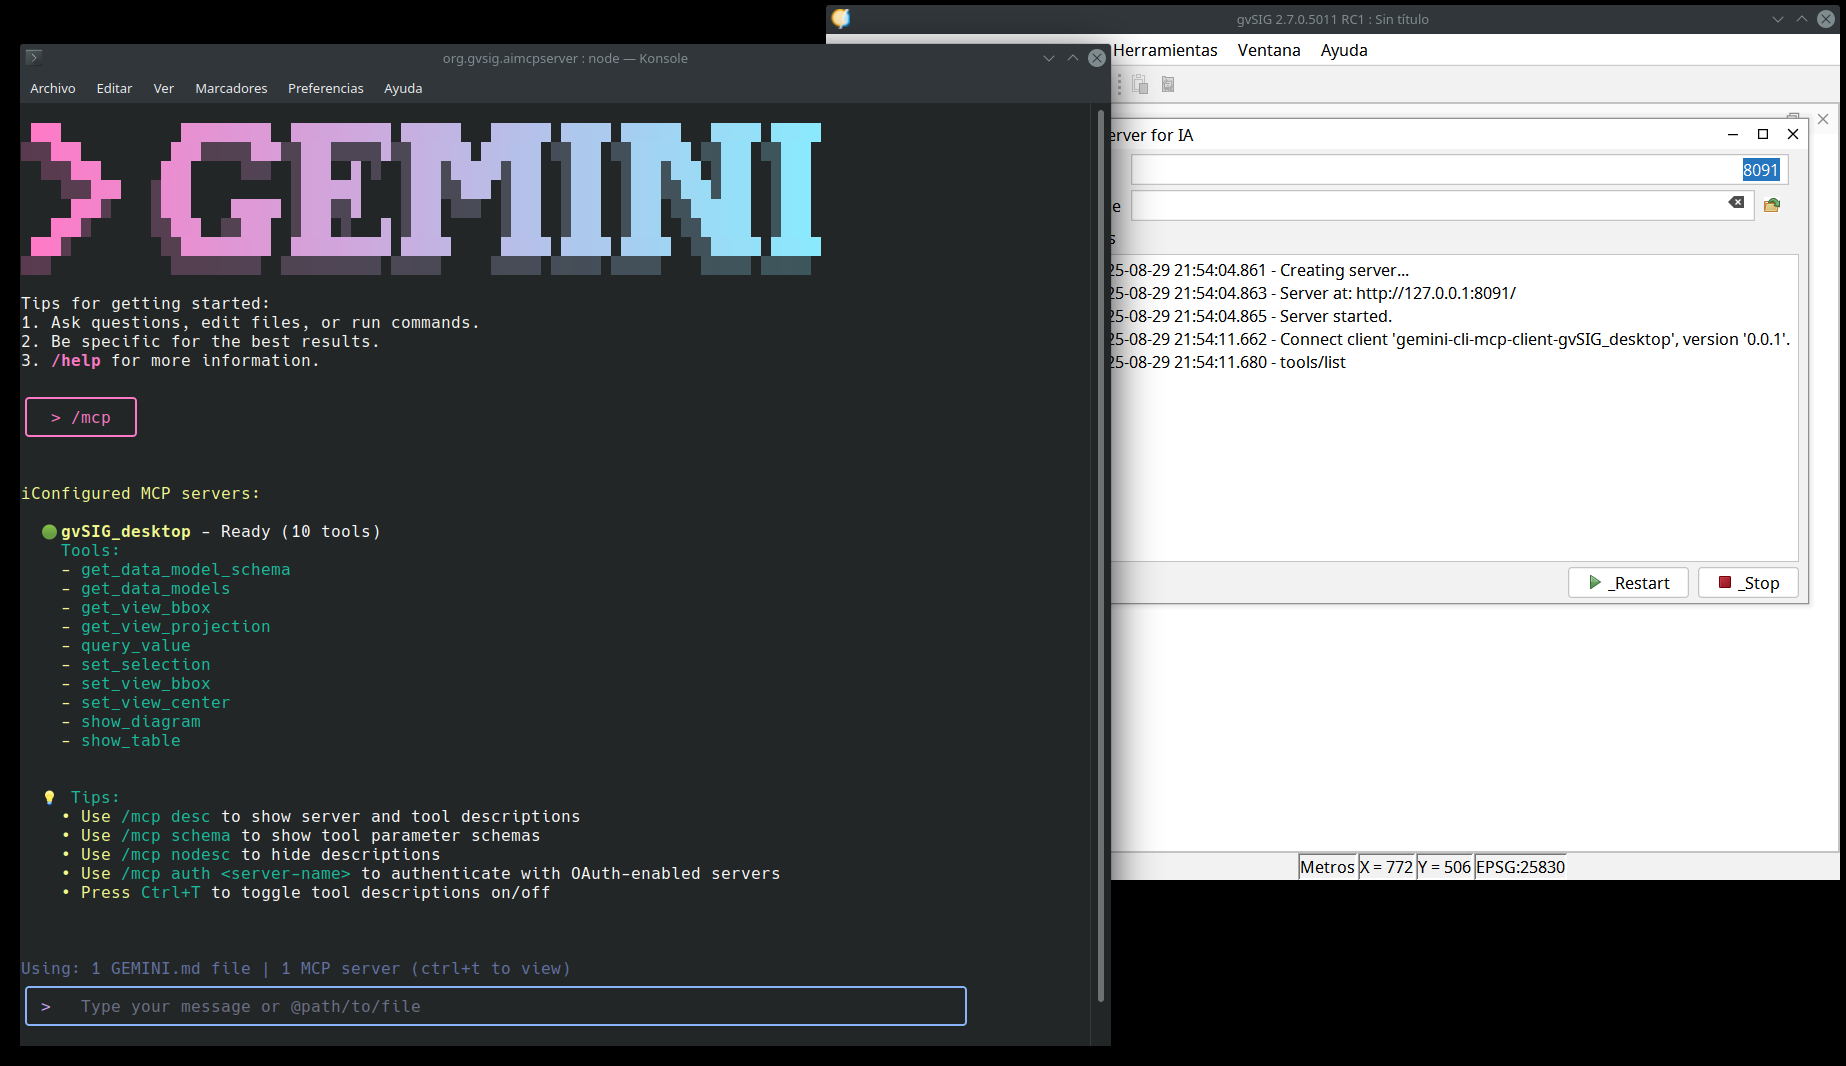 gvSIG 2.7.0.5011 RC1 : Sin título
Herramientas Ventana Ayuda
org.gvsig.aimcpserver : node — Konsole
Archivo Editar Ver Marcadores Preferencias Ayuda
> GEMINI
Tips for getting started:
1. Ask questions, edit files, or run commands.
2. Be specific for the best results.
3. /help for more information.
> /mcp
iConfigured MCP servers:
gvSIG_desktop - Ready (10 tools)
Tools:
- get_data_model_schema
- get_data_models
- get_view_bbox
- get_view_projection
- query_value
- set_selection
- set_view_bbox
- set_view_center
- show_diagram
- show_table
Tips:
• Use /mcp desc to show server and tool descriptions
• Use /mcp schema to show tool parameter schemas
• Use /mcp nodesc to hide descriptions
• Use /mcp auth <server-name> to authenticate with OAuth-enabled servers
• Press Ctrl+T to toggle tool descriptions on/off
Using: 1 GEMINI.md file | 1 MCP server (ctrl+t to view)
> Type your message or @path/to/file
erver for IA
8091
e
s
25-08-29 21:54:04.861 - Creating server...
25-08-29 21:54:04.863 - Server at: http://127.0.0.1:8091/
25-08-29 21:54:04.865 - Server started.
25-08-29 21:54:11.662 - Connect client 'gemini-cli-mcp-client-gvSIG_desktop', version '0.0.1'.
25-08-29 21:54:11.680 - tools/list
_Restart _Stop
Metros X = 772 Y = 506 EPSG:25830